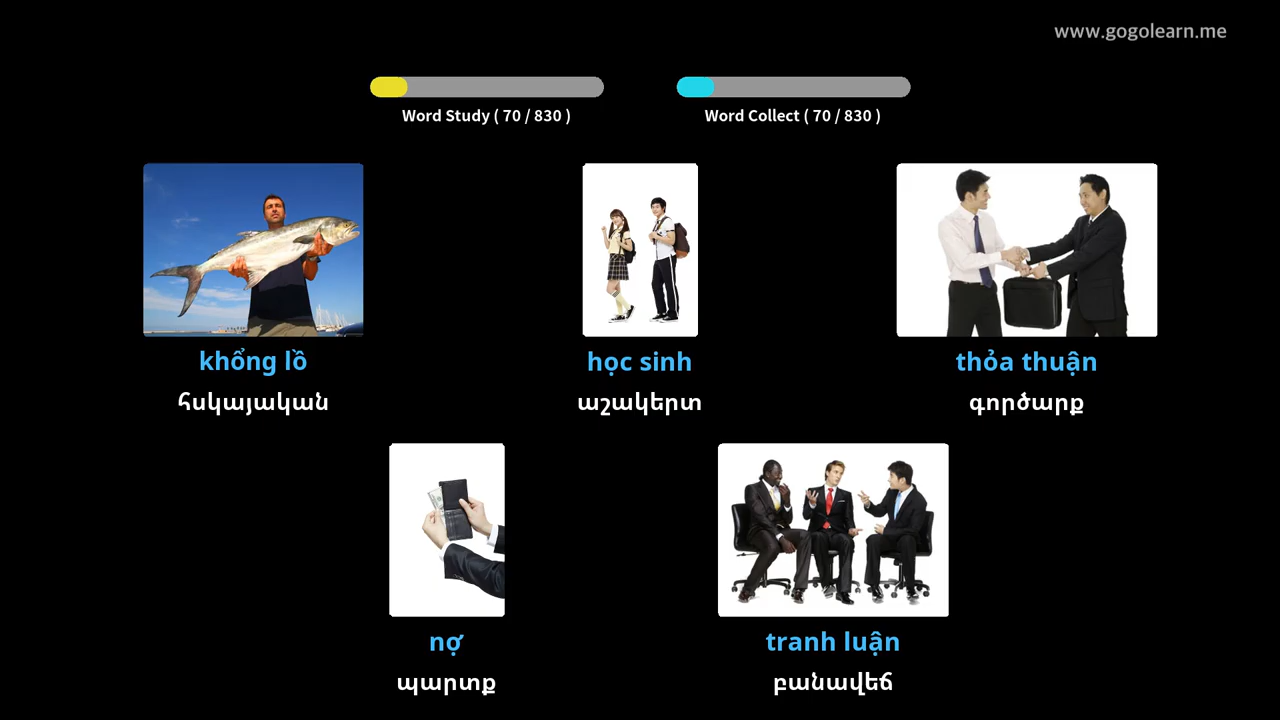 www.gogolearn.me
Word Study ( 70 / 830 )
Word Collect ( 70 / 830 )
khổng lồ
հսկայական
học sinh
աշակերտ
thỏa thuận
գործարք
nợ
պարտք
tranh luận
բանավեճ